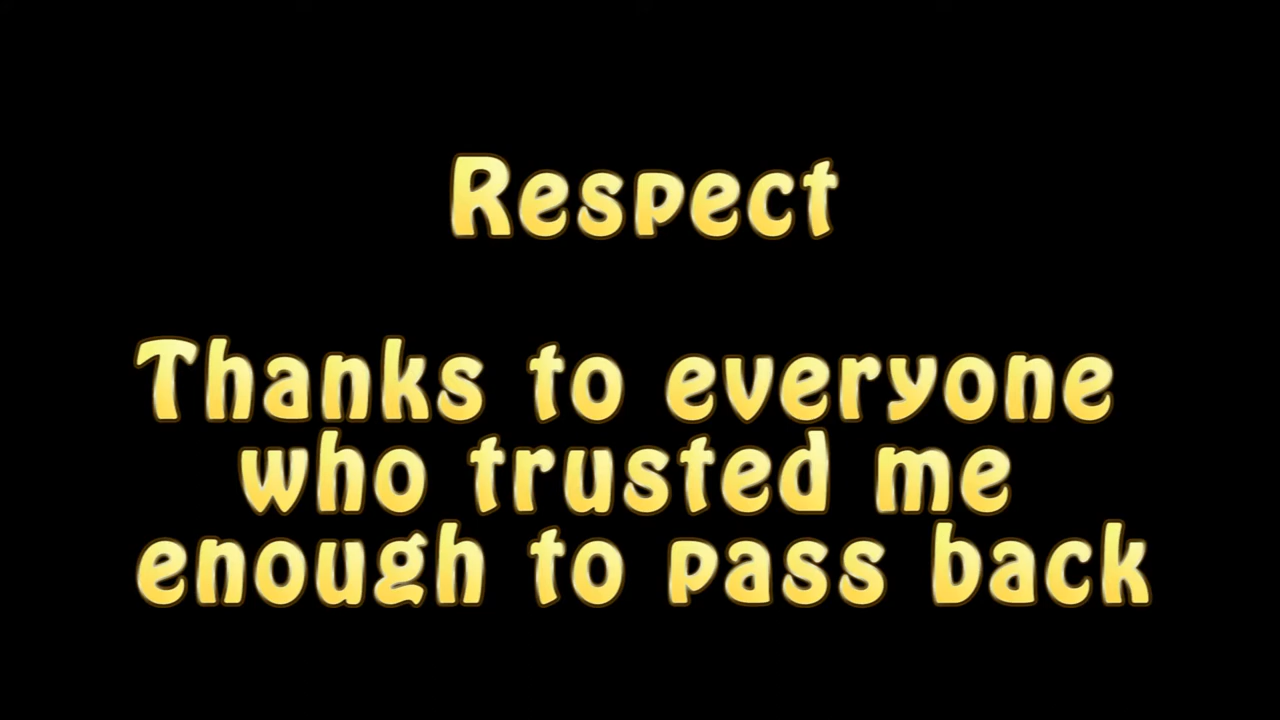 Respect
Thanks to everyone
who trusted me
enough to pass back